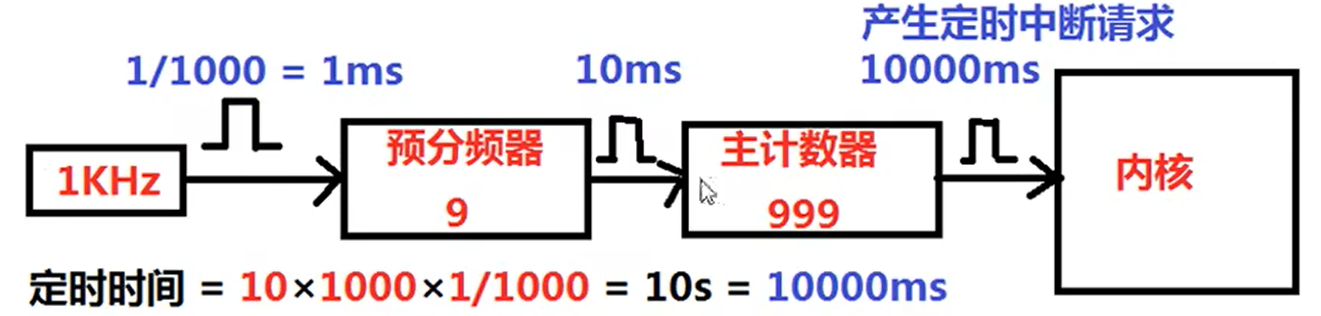 产生定时中断请求
1/1000 = 1ms
10ms
10000ms
1KHz
预分频器
9
主计数器
999
内核
定时时间 = 10×1000×1/1000 = 10s = 10000ms